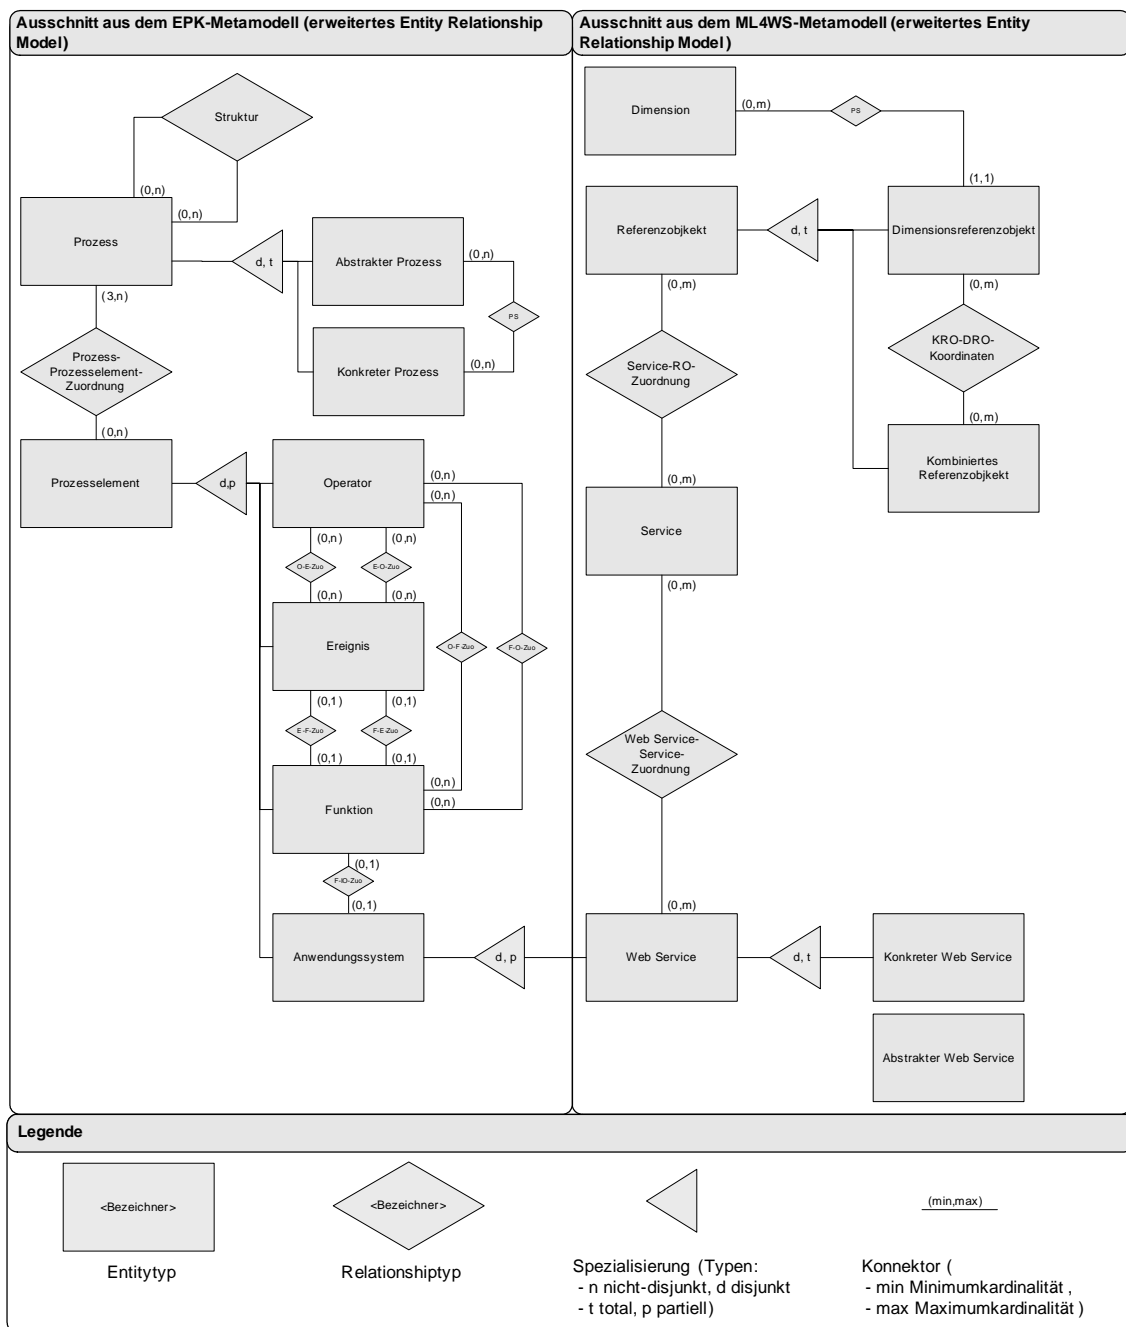 Ausschnitt aus dem EPK-Metamodell (erweitertes Entity Relationship
Model)
Struktur
(0,n)
(0,n)
Prozess
d, t
Abstrakter Prozess
(0,n)
PS
(0,n)
Konkreter Prozess
(3,n)
Prozess-
Prozesselement-
Zuordnung
(0,n)
Prozesselement
d,p
Operator
(0,n)
(0,n)
(0,n)
(0,n)
O-E-Zuo
E-O-Zuo
(0,n)
(0,n)
Ereignis
O-F-Zuo
F-O-Zuo
(0,1)
(0,1)
E-F-Zuo
F-E-Zuo
(0,1)
(0,1)
Funktion
(0,n)
(0,n)
(0,1)
F-IO-Zuo
(0,1)
Anwendungssystem
d, p
Ausschnitt aus dem ML4WS-Metamodell (erweitertes Entity
Relationship Model)
Dimension
(0,m)
PS
(1,1)
Referenzobjkekt
d, t
Dimensionsreferenzobjekt
(0,m)
(0,m)
Service-RO-
Zuordnung
KRO-DRO-
Koordinaten
(0,m)
Kombiniertes
Referenzobjkekt
(0,m)
Service
(0,m)
Web Service-
Service-
Zuordnung
(0,m)
Web Service
d, t
Konkreter Web Service
Abstrakter Web Service
Legende
<Bezeichner>
Entitytyp
<Bezeichner>
Relationshiptyp
Spezialisierung (Typen:
- n nicht-disjunkt, d disjunkt
- t total, p partiell)
(min,max)
Konnektor (
- min Minimumkardinalität ,
- max Maximumkardinalität )